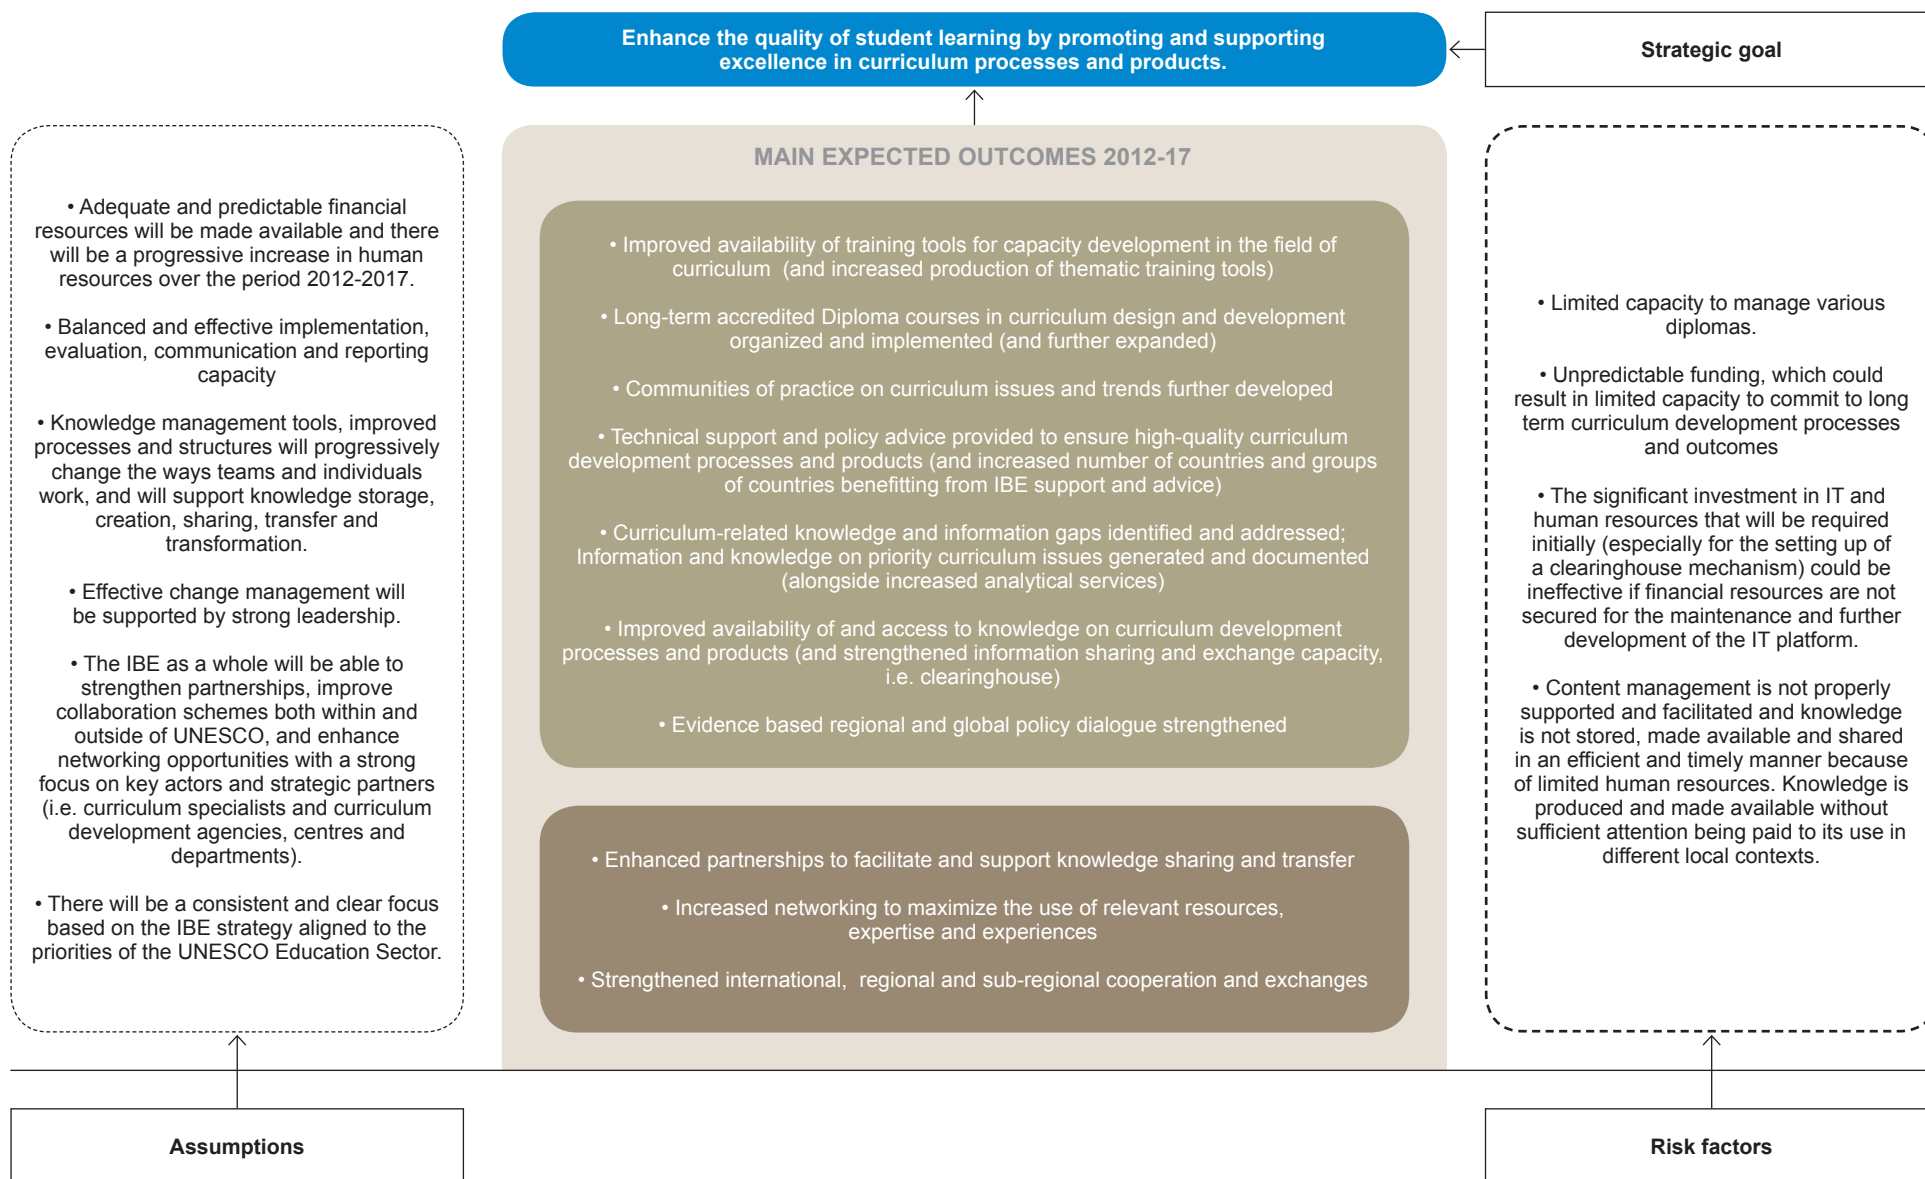 Enhance the quality of student learning by promoting and supporting
excellence in curriculum processes and products.
Strategic goal
• Adequate and predictable financial
resources will be made available and there
will be a progressive increase in human
resources over the period 2012-2017.
• Balanced and effective implementation,
evaluation, communication and reporting
capacity
• Knowledge management tools, improved
processes and structures will progressively
change the ways teams and individuals
work, and will support knowledge storage,
creation, sharing, transfer and
transformation.
• Effective change management will
be supported by strong leadership.
• The IBE as a whole will be able to
strengthen partnerships, improve
collaboration schemes both within and
outside of UNESCO, and enhance
networking opportunities with a strong
focus on key actors and strategic partners
(i.e. curriculum specialists and curriculum
development agencies, centres and
departments).
• There will be a consistent and clear focus
based on the IBE strategy aligned to the
priorities of the UNESCO Education Sector.
Assumptions
MAIN EXPECTED OUTCOMES 2012-17
• Improved availability of training tools for capacity development in the field of
curriculum  (and increased production of thematic training tools)
• Long-term accredited Diploma courses in curriculum design and development
organized and implemented (and further expanded)
• Communities of practice on curriculum issues and trends further developed
• Technical support and policy advice provided to ensure high-quality curriculum
development processes and products (and increased number of countries and groups
of countries benefitting from IBE support and advice)
• Curriculum-related knowledge and information gaps identified and addressed;
Information and knowledge on priority curriculum issues generated and documented
(alongside increased analytical services)
• Improved availability of and access to knowledge on curriculum development
processes and products (and strengthened information sharing and exchange capacity,
i.e. clearinghouse)
• Evidence based regional and global policy dialogue strengthened
• Enhanced partnerships to facilitate and support knowledge sharing and transfer
• Increased networking to maximize the use of relevant resources,
expertise and experiences
• Strengthened international,  regional and sub-regional cooperation and exchanges
• Limited capacity to manage various
diplomas.
• Unpredictable funding, which could
result in limited capacity to commit to long
term curriculum development processes
and outcomes
• The significant investment in IT and
human resources that will be required
initially (especially for the setting up of
a clearinghouse mechanism) could be
ineffective if financial resources are not
secured for the maintenance and further
development of the IT platform.
• Content management is not properly
supported and facilitated and knowledge
is not stored, made available and shared
in an efficient and timely manner because
of limited human resources. Knowledge is
produced and made available without
sufficient attention being paid to its use in
different local contexts.
Risk factors